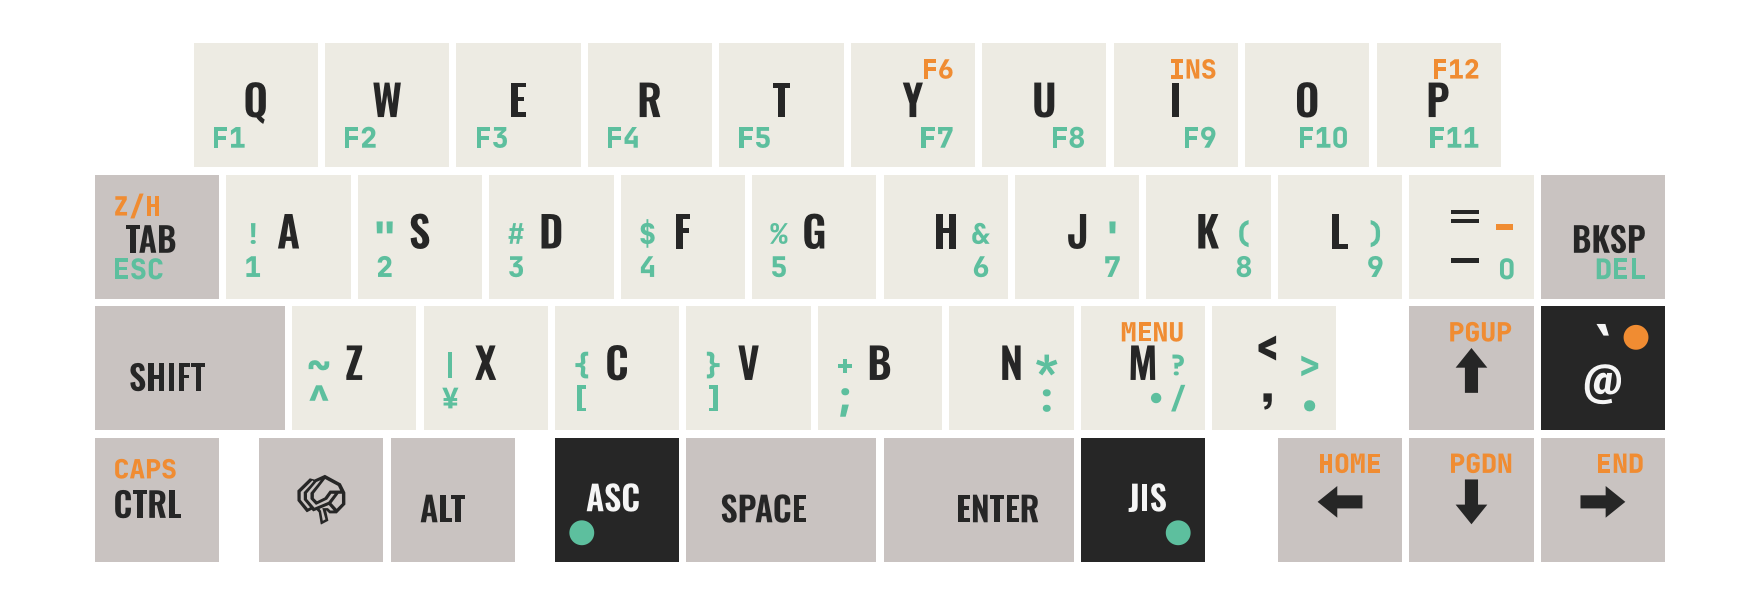 F6 INS F12
Q W E R T Y U I O P
F1 F2 F3 F4 F5 F7 F8 F9 F10 F11
Z/H
! A " S # D $ F % G H & J ' K ( L ) = -
TAB BKSP
ESC 1 2 3 4 5 6 7 8 9 _ 0 DEL
MENU PGUP `
SHIFT ~ Z | X { C } V + B N * M ? < > @
^ ¥ [ ] ; : / , .
CAPS HOME PGDN END
CTRL ALT ASC SPACE ENTER JIS